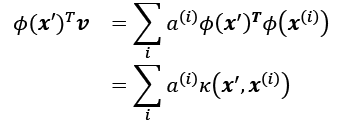 ϕ(x′)ᵀv = ∑ᵢ a⁽ⁱ⁾ϕ(x′)ᵀϕ(x⁽ⁱ⁾)
= ∑ᵢ a⁽ⁱ⁾κ(x′, x⁽ⁱ⁾)